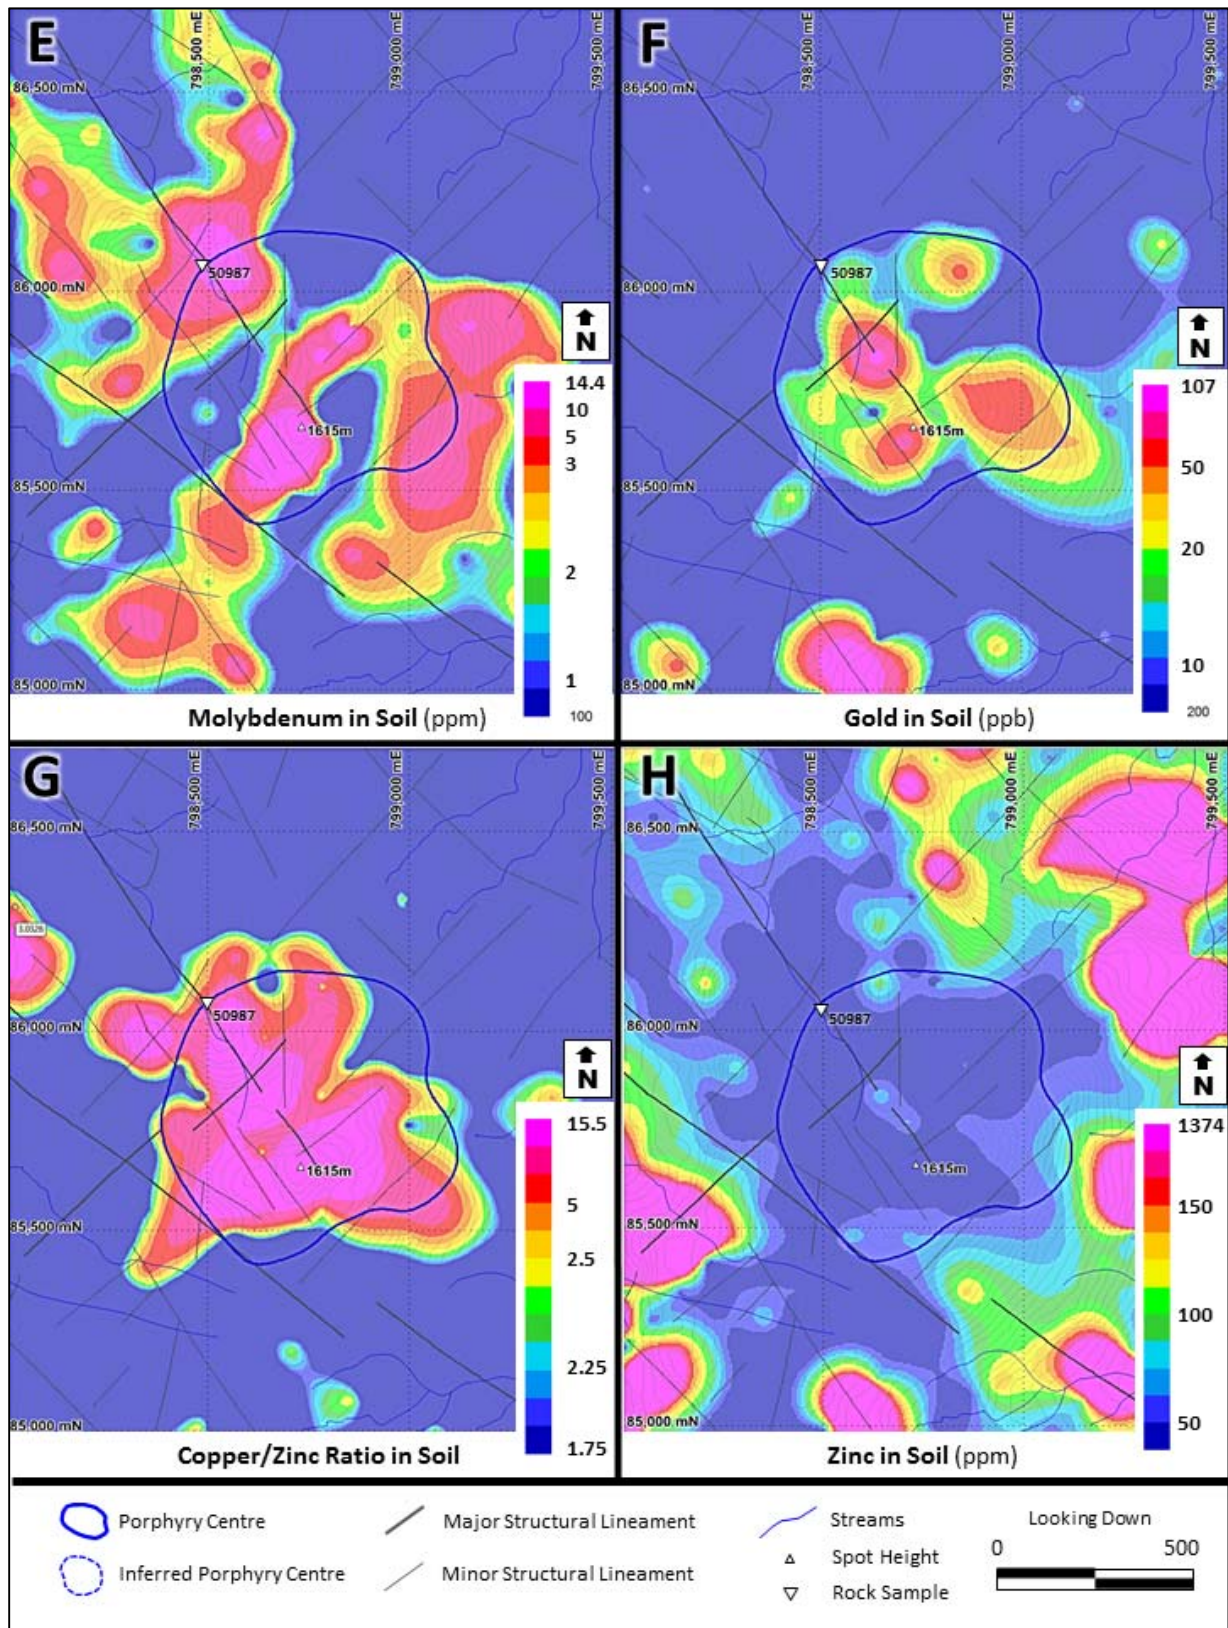 E
798,500 mE
799,000 mE
799,500 mE
86,500 mN
86,000 mN
85,500 mN
85,000 mN
50987
1615m
N
14.4
10
5
3
2
1
100
Molybdenum in Soil (ppm)
F
798,500 mE
799,000 mE
799,500 mE
86,500 mN
86,000 mN
85,500 mN
85,000 mN
50987
1615m
N
107
50
20
10
200
Gold in Soil (ppb)
G
798,500 mE
799,000 mE
799,500 mE
86,500 mN
86,000 mN
85,500 mN
85,000 mN
50987
1615m
N
15.5
5
2.5
2.25
1.75
Copper/Zinc Ratio in Soil
H
798,500 mE
799,000 mE
799,500 mE
86,500 mN
86,000 mN
85,500 mN
85,000 mN
50987
1615m
N
1374
150
100
50
Zinc in Soil (ppm)
Porphyry Centre
Inferred Porphyry Centre
Major Structural Lineament
Minor Structural Lineament
Streams
Spot Height
Rock Sample
Looking Down
0 500